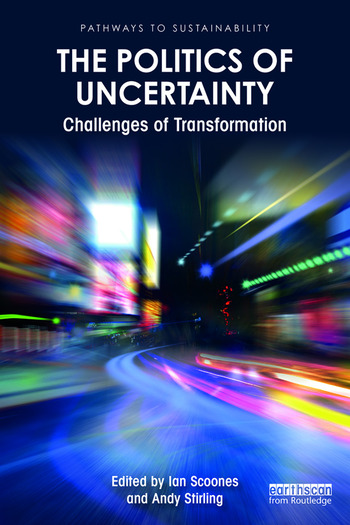 PATHWAYS TO SUSTAINABILITY
THE POLITICS OF
UNCERTAINTY
Challenges of Transformation
Edited by Ian Scoones
and Andy Stirling
earthscan
from Routledge